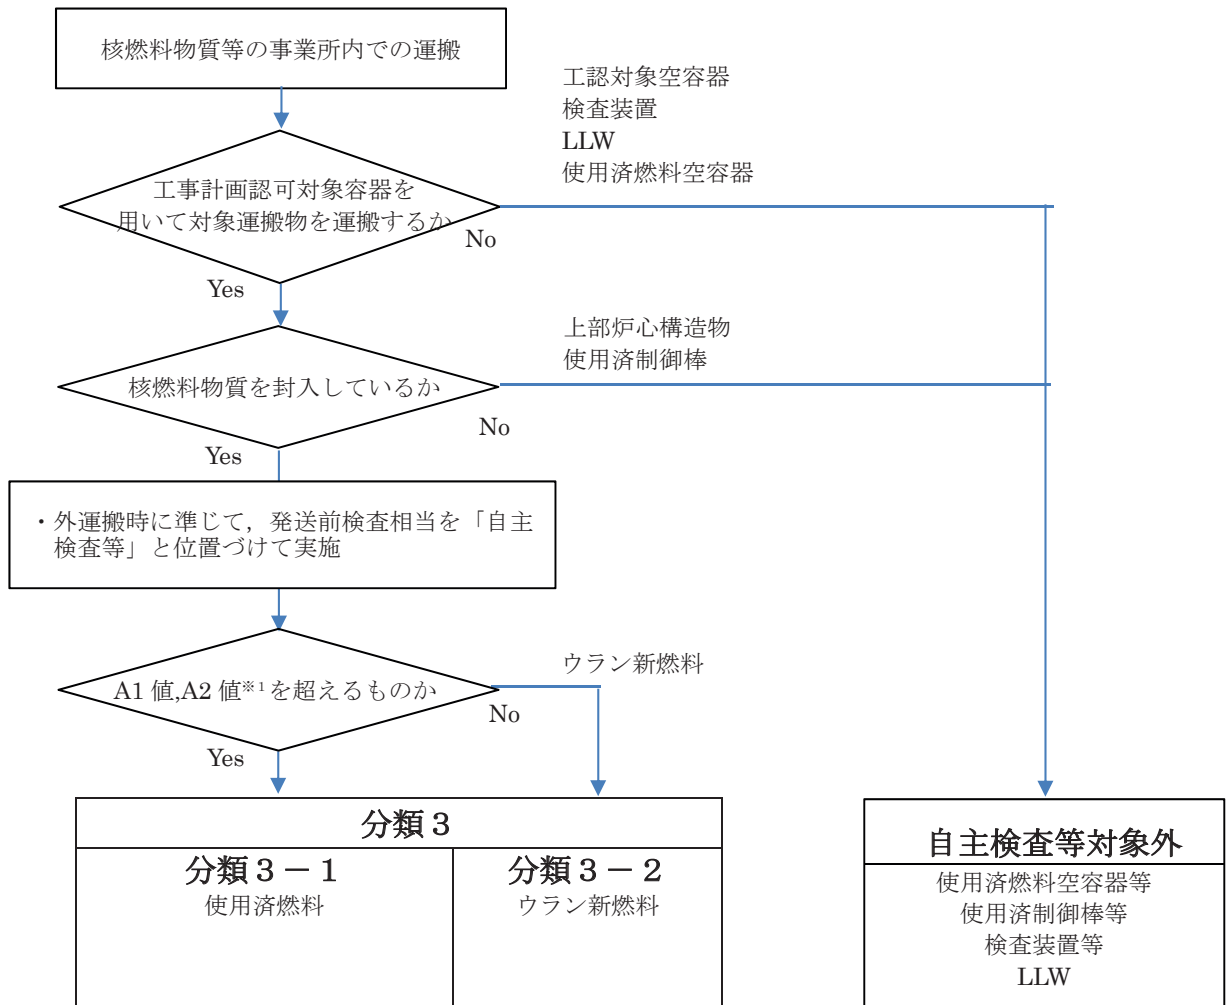 核燃料物質等の事業所内での運搬
工認対象空容器
検査装置
LLW
使用済燃料空容器
工事計画認可対象容器を
用いて対象運搬物を運搬するか
No
Yes
上部炉心構造物
使用済制御棒
核燃料物質を封入しているか
No
Yes
・外運搬時に準じて，発送前検査相当を「自主
検査等」と位置づけて実施
ウラン新燃料
A1 値,A2 値※1を超えるものか
No
Yes
分類３
分類３－１
使用済燃料
分類３－２
ウラン新燃料
自主検査等対象外
使用済燃料空容器等
使用済制御棒等
検査装置等
LLW